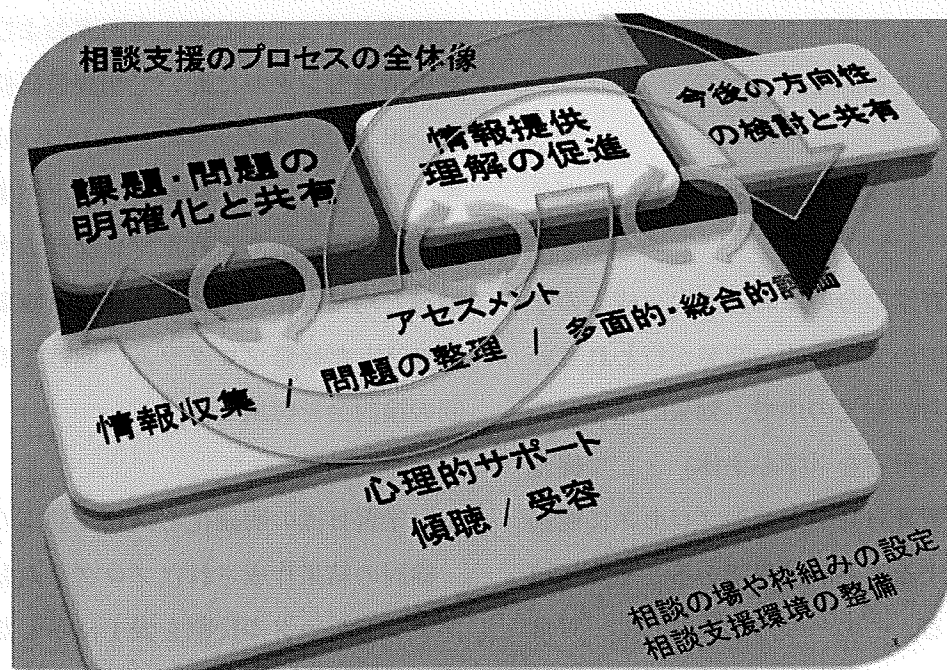 相談支援のプロセスの全体像
課題・問題の
明確化と共有
情報提供
理解の促進
今後の方向性
の検討と共有
アセスメント
情報収集 / 問題の整理 / 多面的・総合的評価
心理的サポート
傾聴 / 受容
相談の場や枠組みの設定
相談支援環境の整備